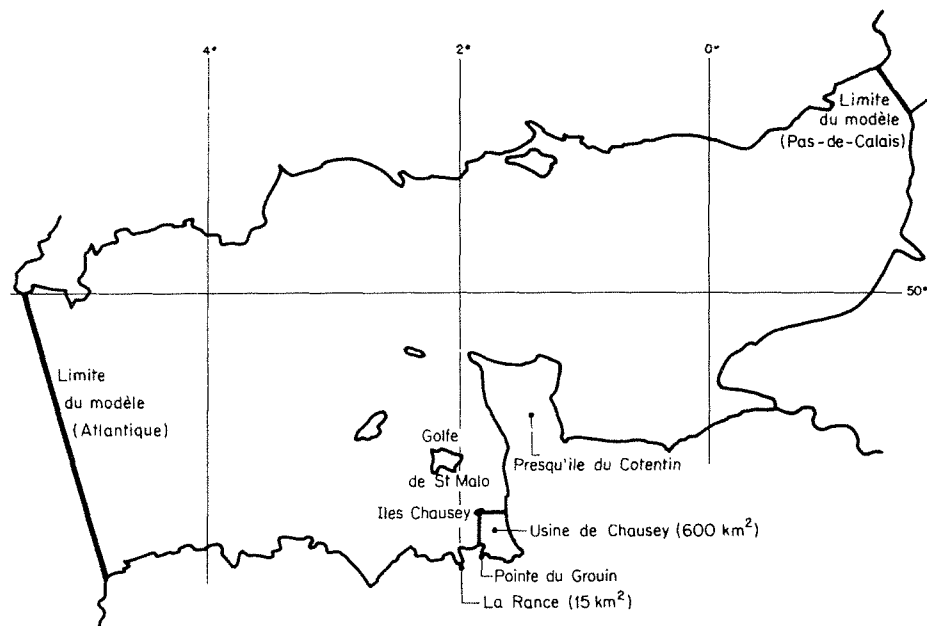 4°
2°
0°
Limite
du modèle
(Pas-de-Calais)
50°
Limite
du modèle
(Atlantique)
Golfe
de St Malo
Presqu'ile du Cotentin
Iles Chausey
Usine de Chausey (600 km²)
Pointe du Grouin
La Rance (15 km²)